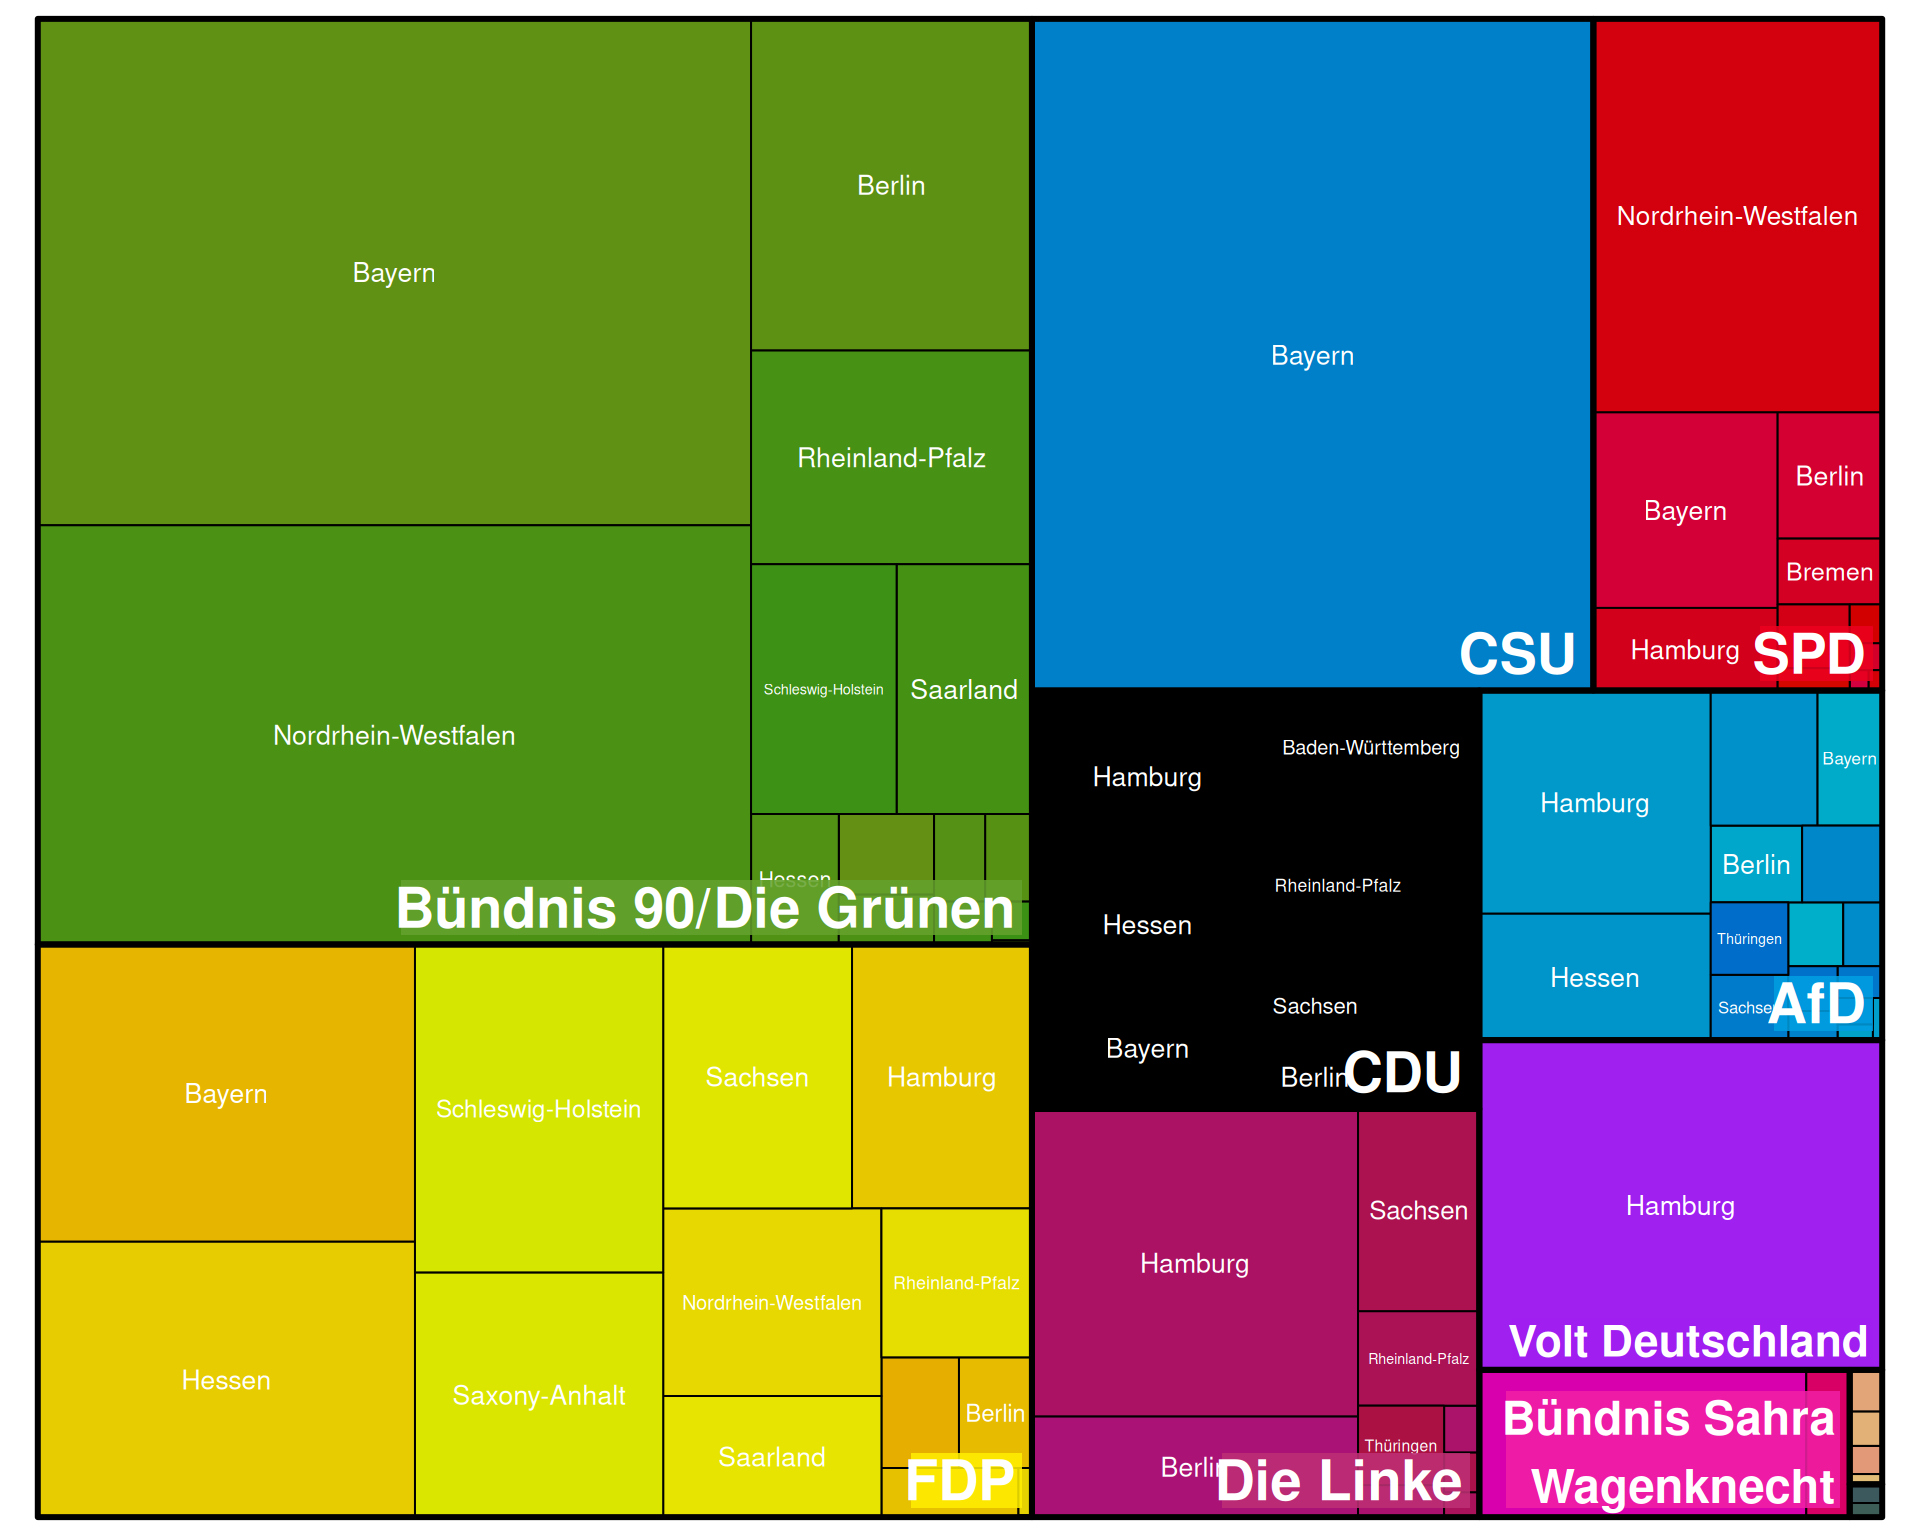 Bayern
Berlin
Rheinland-Pfalz
Nordrhein-Westfalen
Schleswig-Holstein
Saarland
Hessen
Bündnis 90/Die Grünen
Bayern
CSU
Nordrhein-Westfalen
Bayern
Berlin
Bremen
Hamburg
SPD
Hamburg
Baden-Württemberg
Hessen
Rheinland-Pfalz
Bayern
Sachsen
Berlin
CDU
Hamburg
Bayern
Berlin
Hessen
Thüringen
Sachsen
AfD
Bayern
Hessen
Schleswig-Holstein
Saxony-Anhalt
Sachsen
Hamburg
Nordrhein-Westfalen
Rheinland-Pfalz
Saarland
Berlin
FDP
Hamburg
Sachsen
Rheinland-Pfalz
Berlin
Thüringen
Die Linke
Hamburg
Volt Deutschland
Bündnis Sahra
Wagenknecht